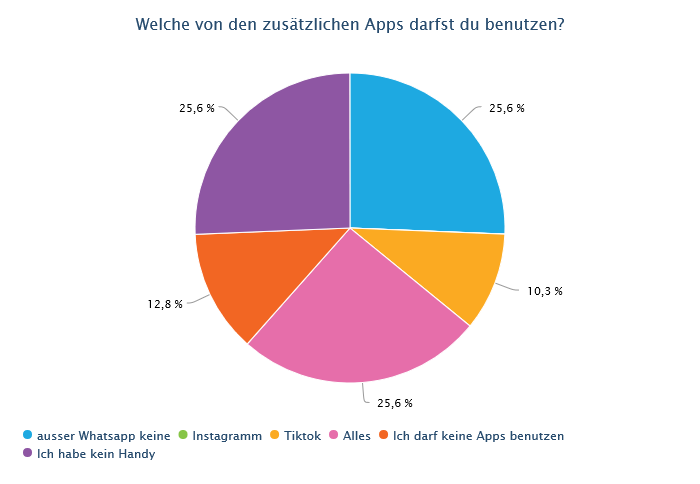 Welche von den zusätzlichen Apps darfst du benutzen?
25,6 % 25,6 %
10,3 %
12,8 %
25,6 %
ausser Whatsapp keine Instagramm Tiktok Alles Ich darf keine Apps benutzen
Ich habe kein Handy